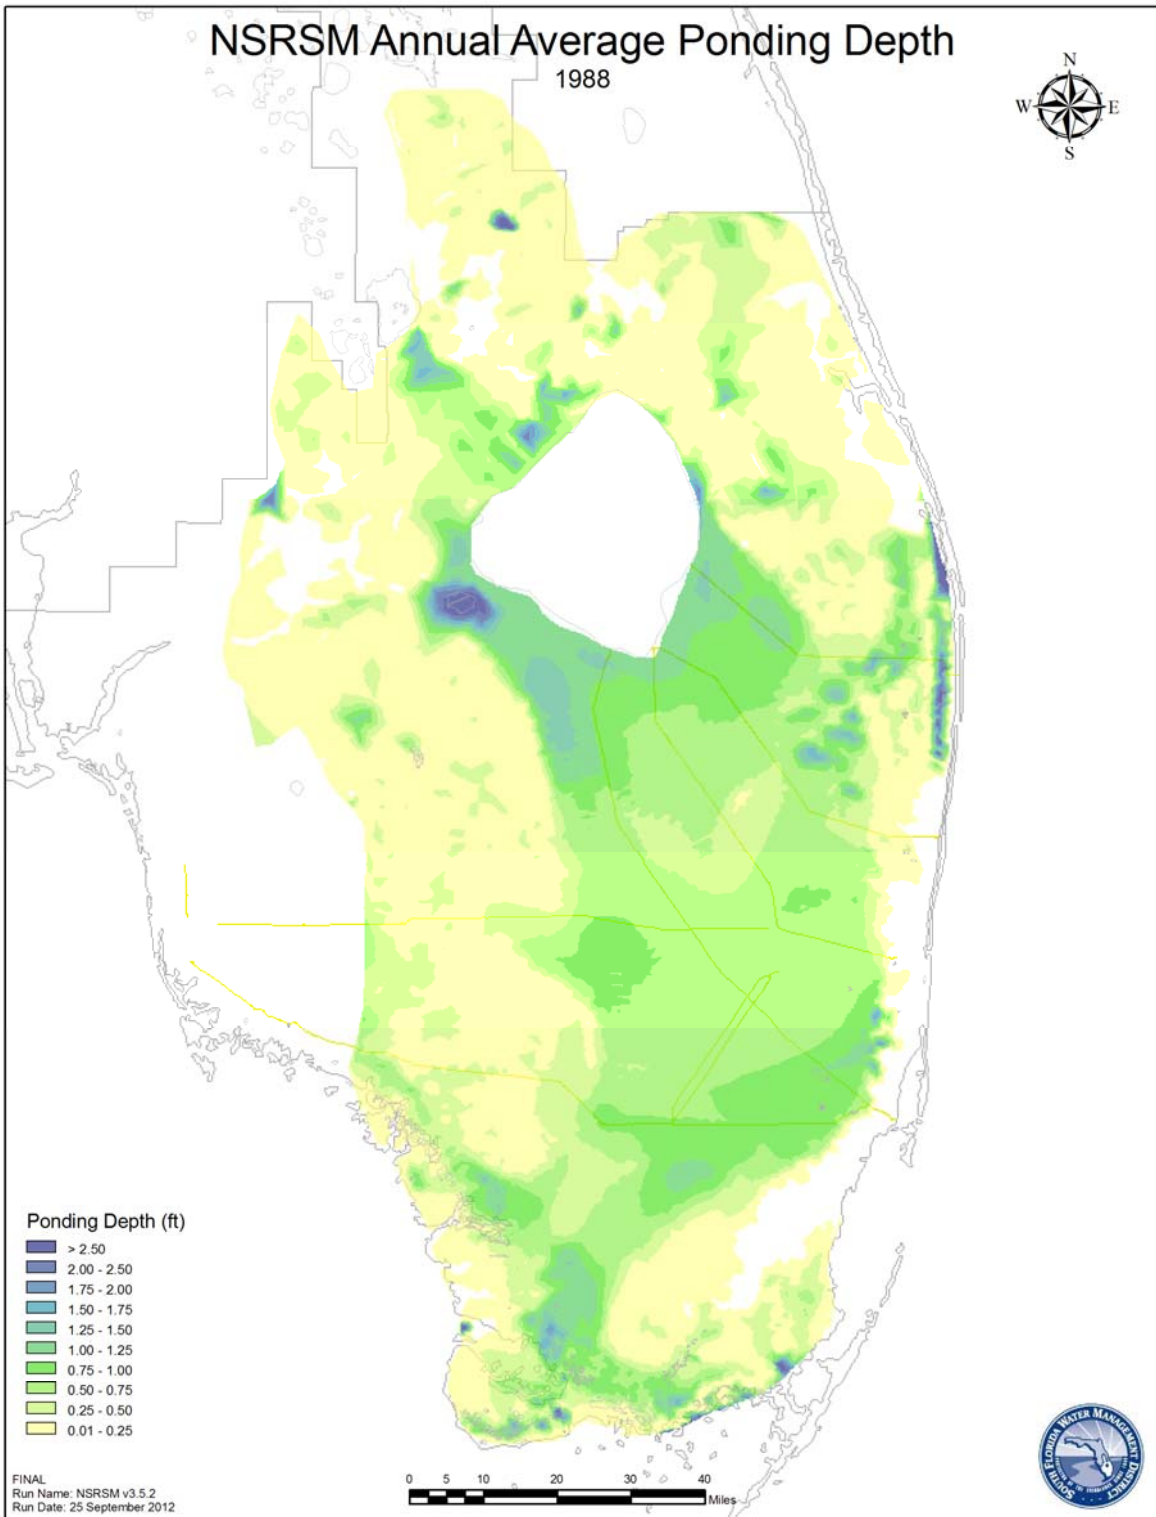 NSRSM Annual Average Ponding Depth
1988
N
W E
S
Ponding Depth (ft)
> 2.50
2.00 - 2.50
1.75 - 2.00
1.50 - 1.75
1.25 - 1.50
1.00 - 1.25
0.75 - 1.00
0.50 - 0.75
0.25 - 0.50
0.01 - 0.25
FINAL
Run Name: NSRSM v3.5.2
Run Date: 25 September 2012
0 5 10 20 30 40
Miles
SOUTH FLORIDA WATER MANAGEMENT DISTRICT